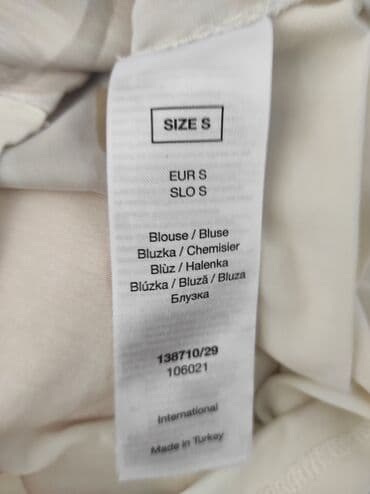 SIZE S
EUR S
SLO S
Blouse / Bluse
Bluzka / Chemisier
Blùz / Halenka
Blúzka / Bluză / Bluza
Блузка
138710/29
106021
International
Made in Turkey